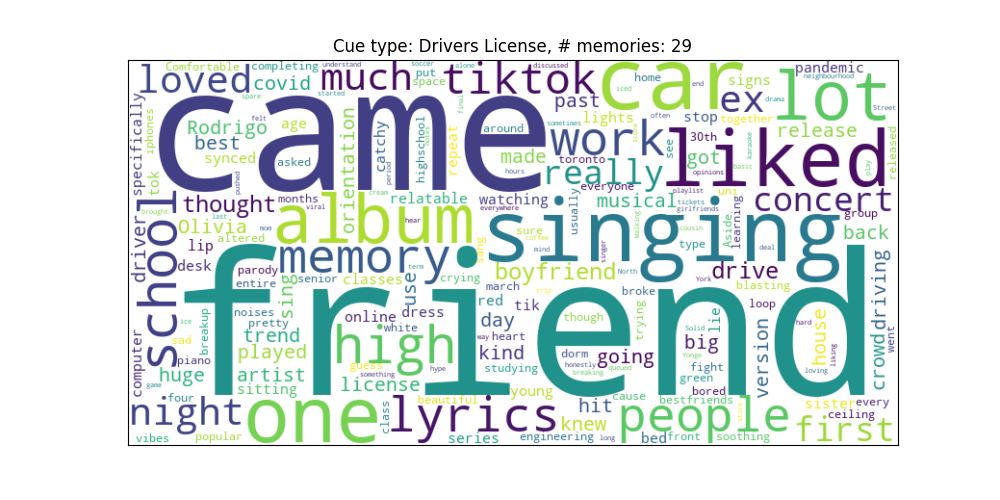 Cue type: Drivers License, # memories: 29
Comfortable completing understand soccer alone discussed home end pandemic
loved covid much put tiktok car signs neighbourhood lot
space past iced ex
spare started final lights often drama Street
specifically iphones Rodrigo age came work stop together release
best felt orientation catchy highschool repeat around 30th
synced asked made toronto see got karaoke liked released
tok pushed period notes hours really basic opinions play
school cream relatable sometimes everyone playlist uni
thought months watching usually musical tickets concert
brought Olivia last viral album everywhere girlfriends group
driver lip altered mom hear sang singing sure coffee Walking cousin Aside learning back
desk memory mind type deal
parody senior classes term crying boyfriend North York drive
entire use march broke blasting driving
noises sing online dress red tik though trying loop crowd
ice breakup pretty white day friend Solid lie went
computer sad trend high way heart big version hard
piano played guess kind dorm going Yonge house liking
huge artist something hype studying honestly fight loving
game sitting license breaking queued green bored
four beautiful young cause bestfriends sister every
night one class lyrics hit people ceiling
knew first
vibes popular series engineering long bed front soothing